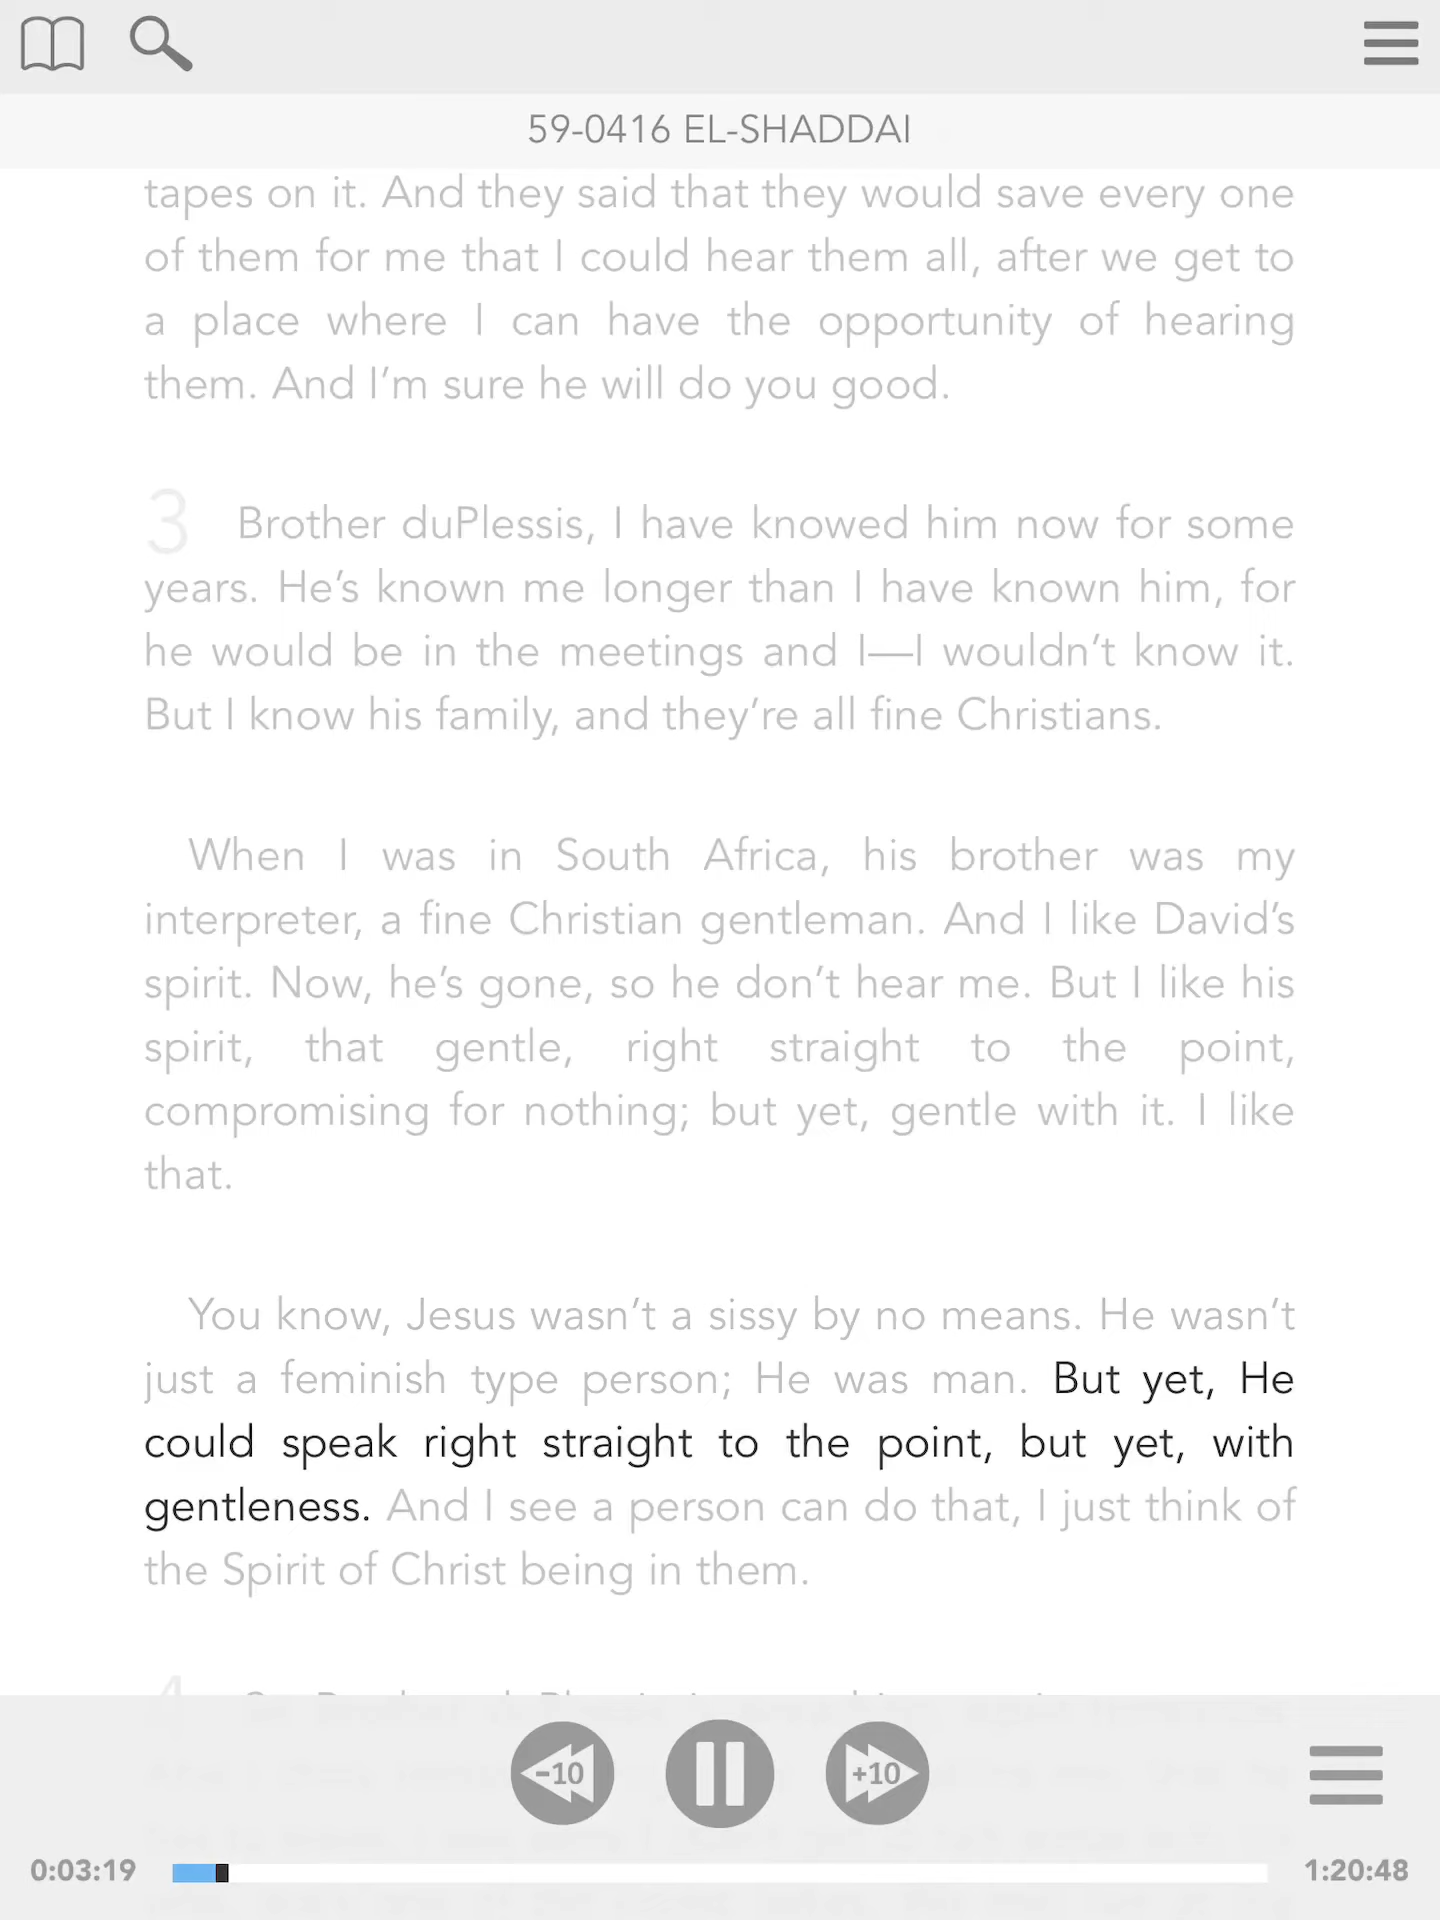 59-0416 EL-SHADDAI
tapes on it. And they said that they would save every one
of them for me that I could hear them all, after we get to
a place where I can have the opportunity of hearing
them. And I’m sure he will do you good.
3 Brother duPlessis, I have knowed him now for some
years. He’s known me longer than I have known him, for
he would be in the meetings and I—I wouldn’t know it.
But I know his family, and they’re all fine Christians.
When I was in South Africa, his brother was my
interpreter, a fine Christian gentleman. And I like David’s
spirit. Now, he’s gone, so he don’t hear me. But I like his
spirit, that gentle, right straight to the point,
compromising for nothing; but yet, gentle with it. I like
that.
You know, Jesus wasn’t a sissy by no means. He wasn’t
just a feminish type person; He was man. But yet, He
could speak right straight to the point, but yet, with
gentleness. And I see a person can do that, I just think of
the Spirit of Christ being in them.
4
-10 +10
0:03:19 1:20:48